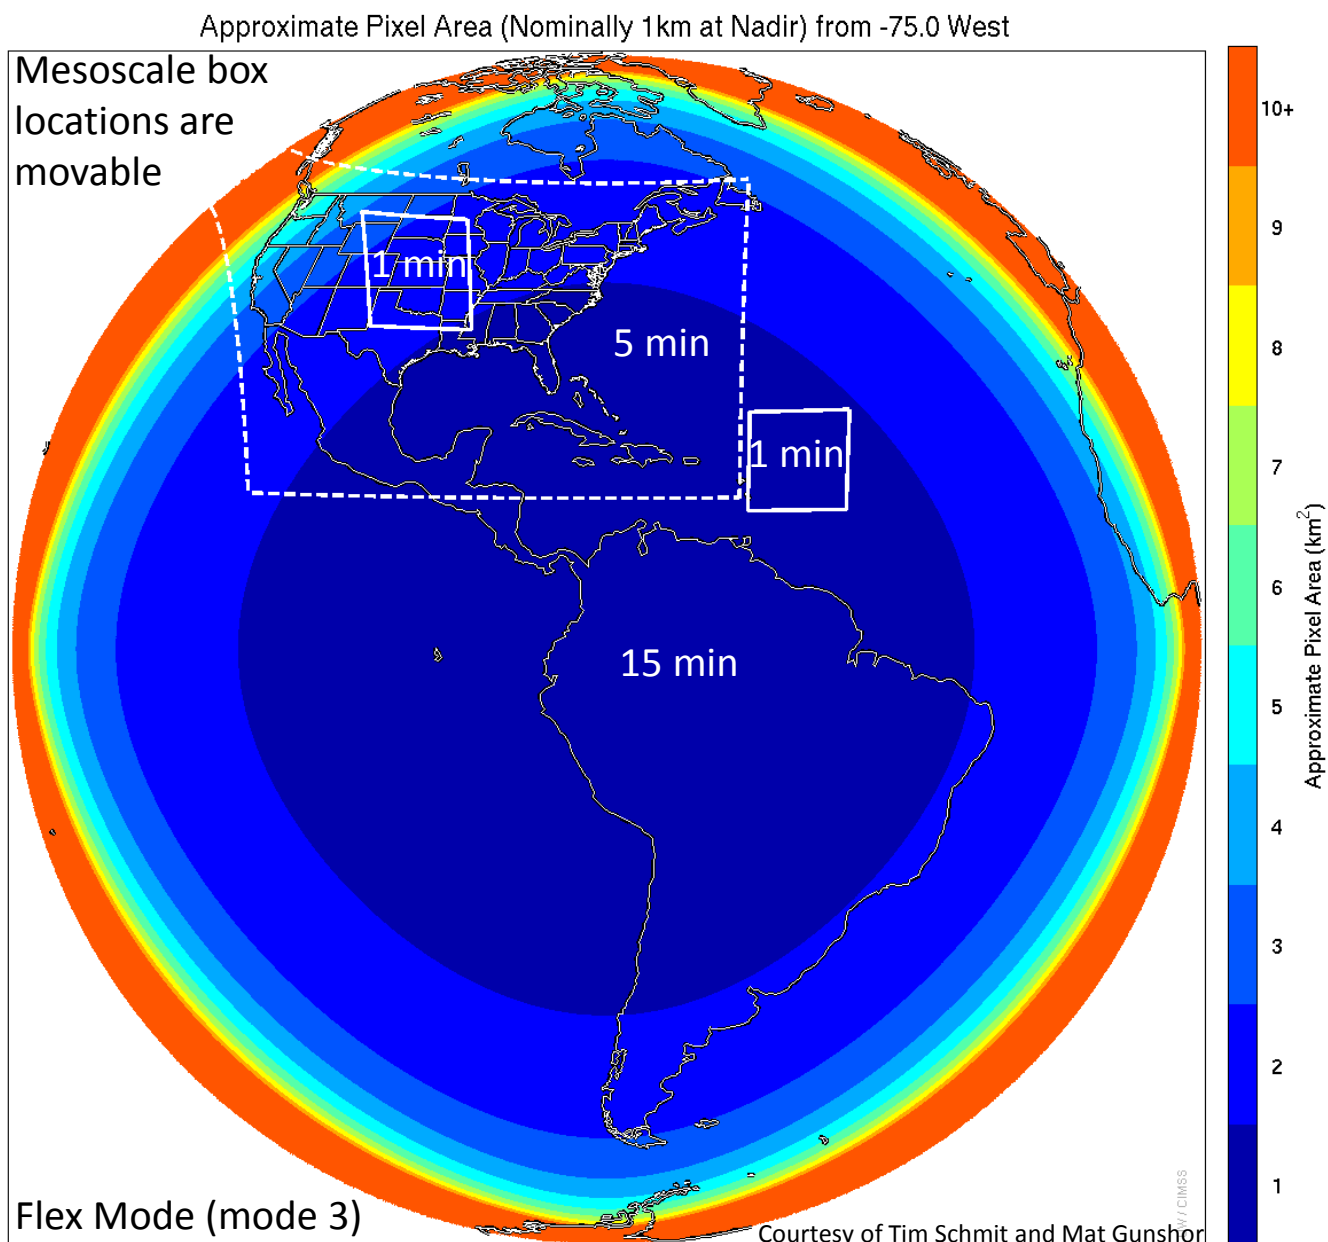 Approximate Pixel Area (Nominally 1km at Nadir) from -75.0 West
Mesoscale box
locations are
movable
1 min
5 min
1 min
15 min
Flex Mode (mode 3)
Courtesy of Tim Schmit and Mat Gunshor
10+
9
8
7
6
5
4
3
2
1
Approximate Pixel Area (km²)
W / CIMSS